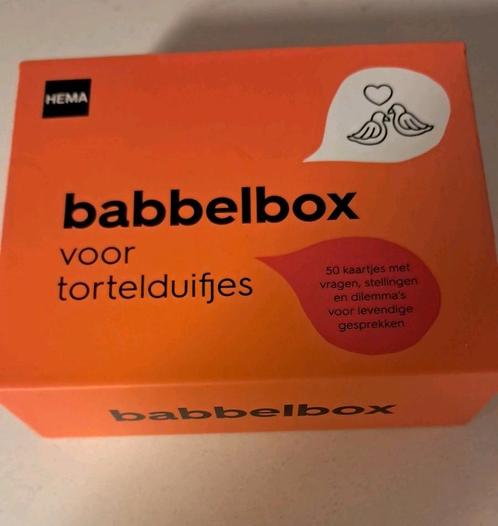 HEMA
babbelbox
voor
tortelduifjes
50 kaartjes met
vragen, stellingen
en dilemma's
voor levendige
gesprekken
babbelbox